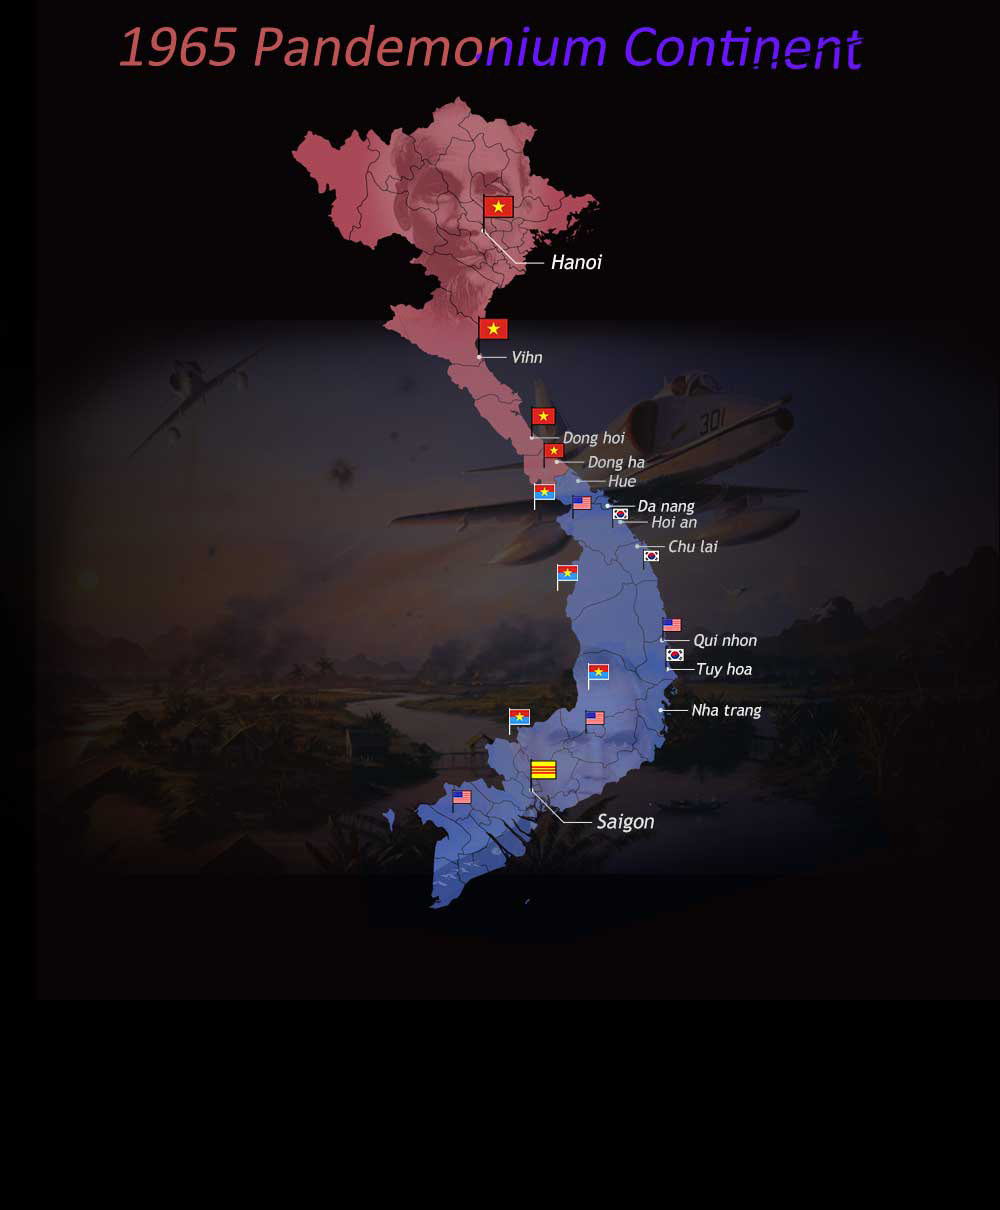 1965 Pandemonium Continent
Hanoi
Vihn
301
Dong hoi
Dong ha
Hue
Da nang
Hoi an
Chu lai
Qui nhon
Tuy hoa
Nha trang
Saigon